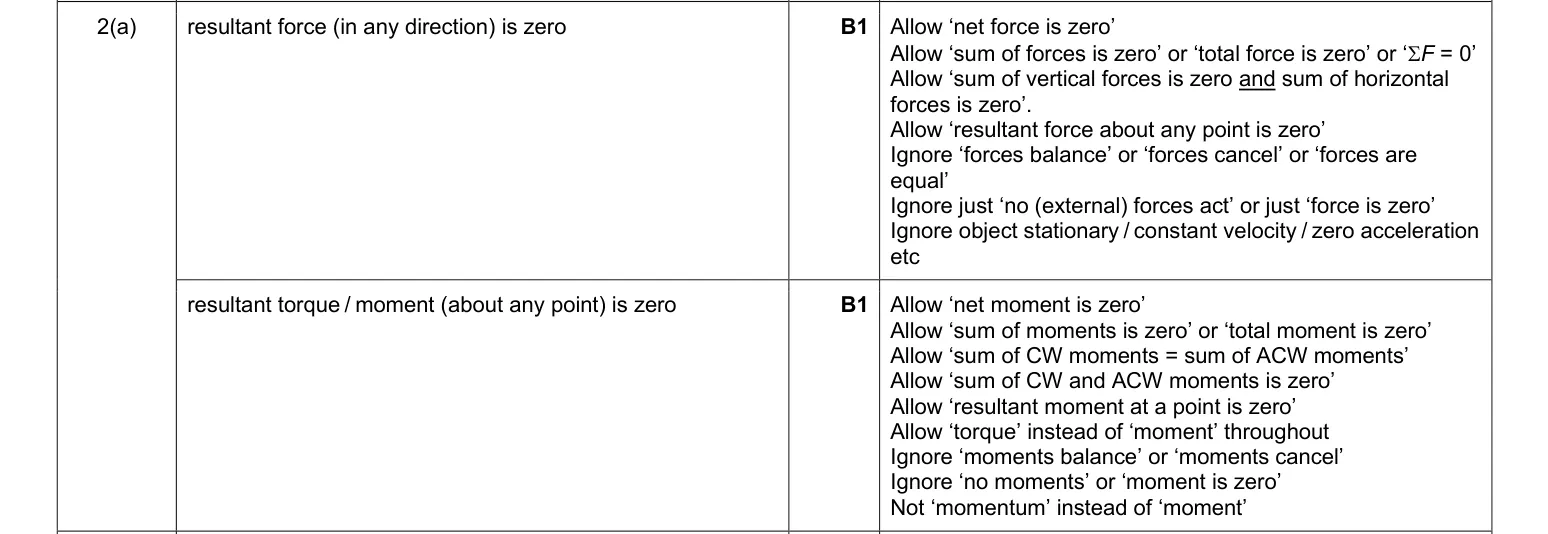 2(a)
resultant force (in any direction) is zero
B1
Allow ‘net force is zero’
Allow ‘sum of forces is zero’ or ‘total force is zero’ or ‘ΣF = 0’
Allow ‘sum of vertical forces is zero and sum of horizontal
forces is zero’.
Allow ‘resultant force about any point is zero’
Ignore ‘forces balance’ or ‘forces cancel’ or ‘forces are
equal’
Ignore just ‘no (external) forces act’ or just ‘force is zero’
Ignore object stationary / constant velocity / zero acceleration
etc
resultant torque / moment (about any point) is zero
B1
Allow ‘net moment is zero’
Allow ‘sum of moments is zero’ or ‘total moment is zero’
Allow ‘sum of CW moments = sum of ACW moments’
Allow ‘sum of CW and ACW moments is zero’
Allow ‘resultant moment at a point is zero’
Allow ‘torque’ instead of ‘moment’ throughout
Ignore ‘moments balance’ or ‘moments cancel’
Ignore ‘no moments’ or ‘moment is zero’
Not ‘momentum’ instead of ‘moment’